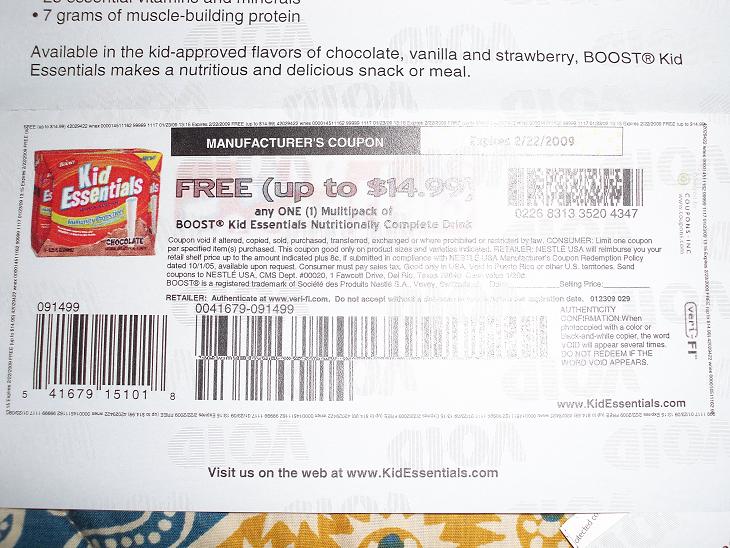 • 7 grams of muscle-building protein
Available in the kid-approved flavors of chocolate, vanilla and strawberry, BOOST® Kid
Essentials makes a nutritious and delicious snack or meal.
MANUFACTURER'S COUPON
Expires 2/22/2009
BOOST
Kid
Essentials
CHOCOLATE
FREE (up to $14.99)
any ONE (1) Multipack of
BOOST® Kid Essentials Nutritionally Complete Drink
0226 8313 3520 4347
COUPONS, INC.
www.coupons.com
Coupon void if altered, copied, sold, purchased, transferred, exchanged or where prohibited or restricted by law. CONSUMER: Limit one coupon
per specified item(s) purchased. This coupon good only on product sizes and varieties indicated. RETAILER: NESTLÉ USA will reimburse you your
retail shelf price up to the amount indicated plus 8c, if submitted in compliance with NESTLÉ USA Manufacturer's Coupon Redemption Policy
dated 10/1/05, available upon request. Consumer must pay sales tax. Good only in USA. Void in Puerto Rico or other U.S. territories. Send
coupons to NESTLÉ USA, CMS Dept. #00020, 1 Fawcett Drive, Del Rio,
BOOST® is a registered trademark of Société des Produits Nestlé S.A., Vevey, Switzerland. Selling Price:
RETAILER: Authenticate at www.veri-fi.com. Do not accept without a expiration date. 012309 029
091499
0041679-091499
5 41679 15101 8
AUTHENTICITY
CONFIRMATION When
photocopied with a color or
black-and-white copier, the word
VOID will appear several times.
DO NOT REDEEM IF THE
WORD VOID APPEARS.
veri-fi
www.KidEssentials.com
VOID
Visit us on the web at www.KidEssentials.com